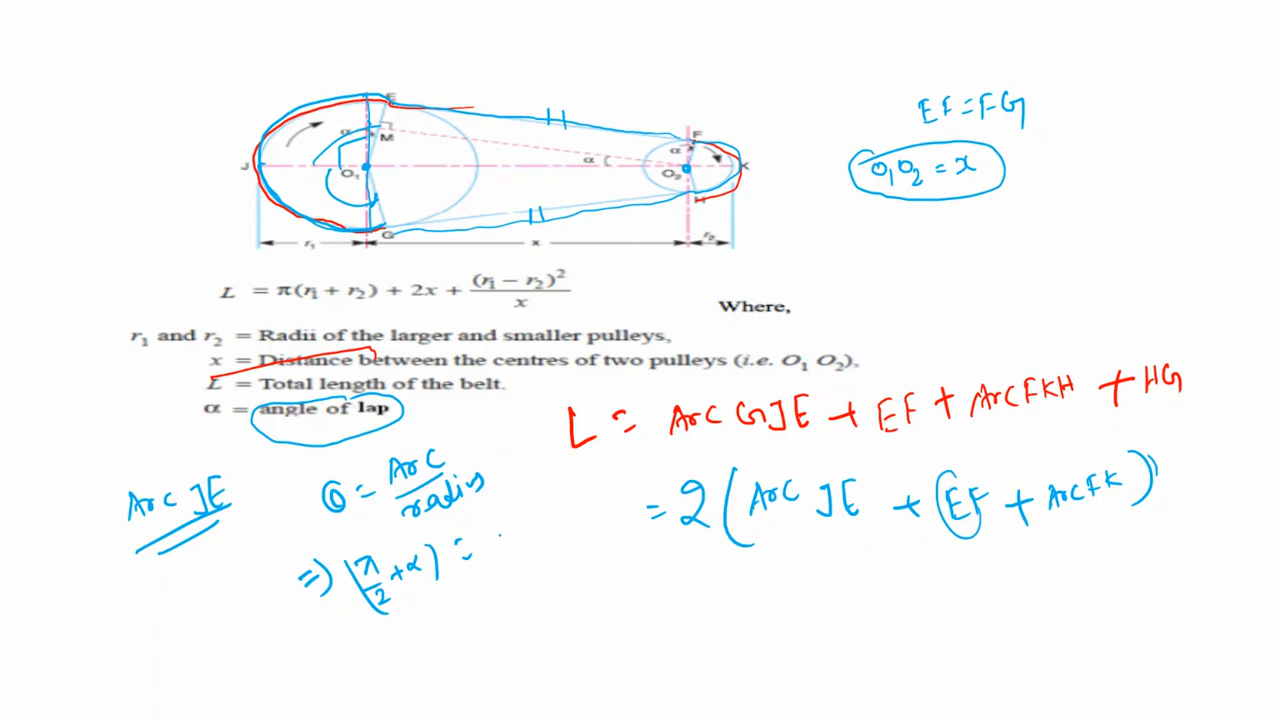 E
F
EF = FG
α
M
α
α
J
O₁
O₂
K
O₁O₂ = x
H
G
r₁
x
r₂
L = π(r₁ + r₂) + 2x + (r₁ − r₂)² / x
Where,
r₁ and r₂ = Radii of the larger and smaller pulleys,
x = Distance between the centres of two pulleys (i.e. O₁ O₂),
L = Total length of the belt.
α = angle of lap
L = Arc GJE + EF + Arc FKH + HG
Arc JE
θ = Arc / radius
= 2 (Arc JE + EF + Arc FK)
⇒ (π/2 + α) =